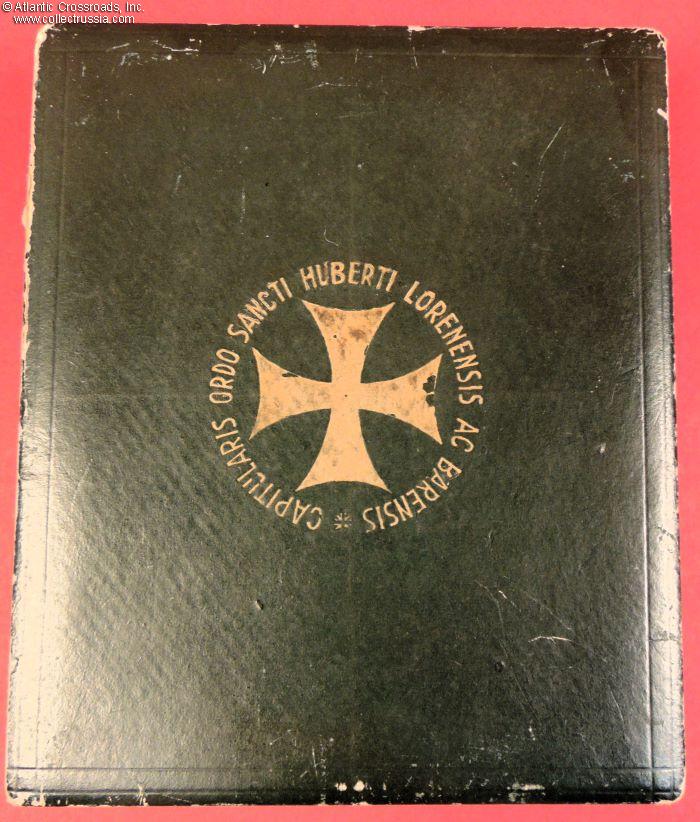 © Atlantic Crossroads, Inc.
www.collectrussia.com
CAPITULARIS ORDO SANCTI HUBERTI LORENENSIS AC BARENSIS